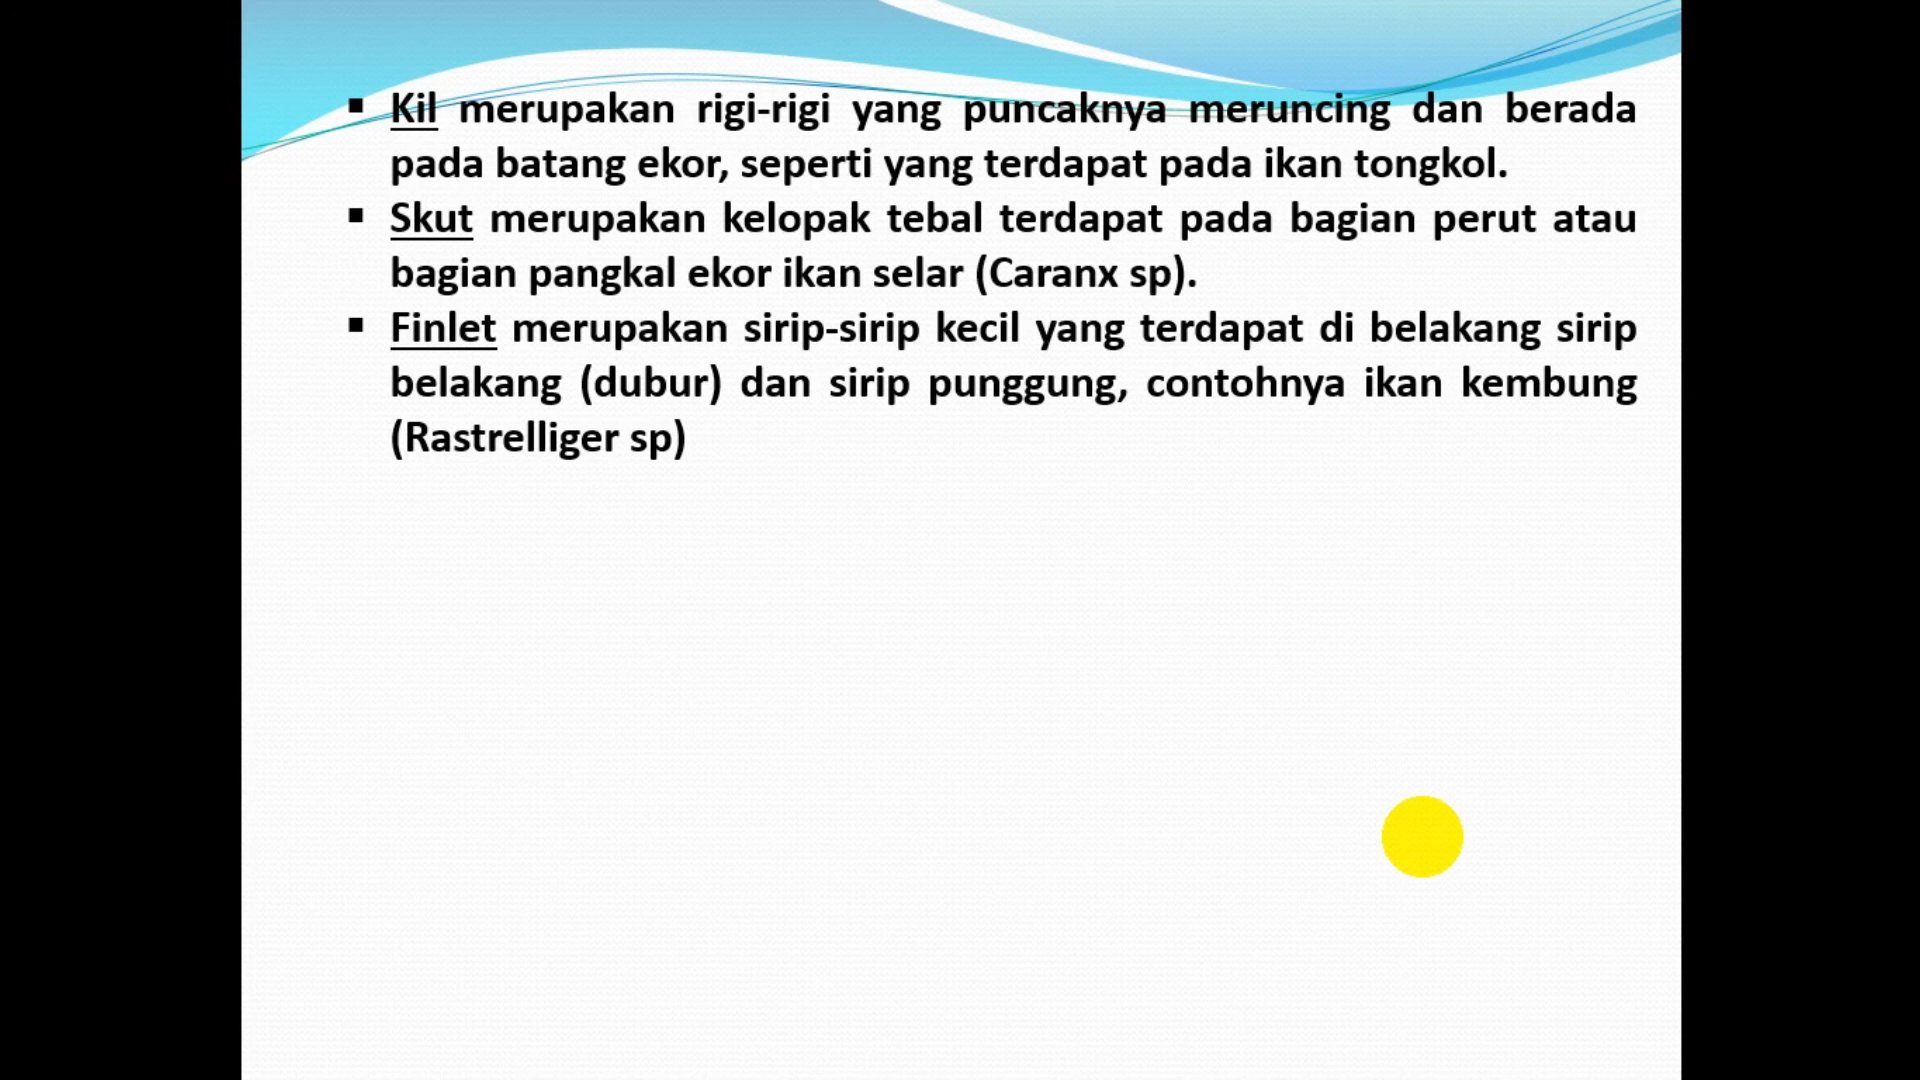 ▪ Kil merupakan rigi-rigi yang puncaknya meruncing dan berada
pada batang ekor, seperti yang terdapat pada ikan tongkol.
▪ Skut merupakan kelopak tebal terdapat pada bagian perut atau
bagian pangkal ekor ikan selar (Caranx sp).
▪ Finlet merupakan sirip-sirip kecil yang terdapat di belakang sirip
belakang (dubur) dan sirip punggung, contohnya ikan kembung
(Rastrelliger sp)